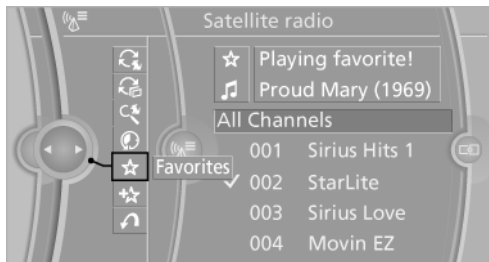 Satellite radio
Playing favorite!
Proud Mary (1969)
All Channels
001 Sirius Hits 1
Favorites
002 StarLite
003 Sirius Love
004 Movin EZ